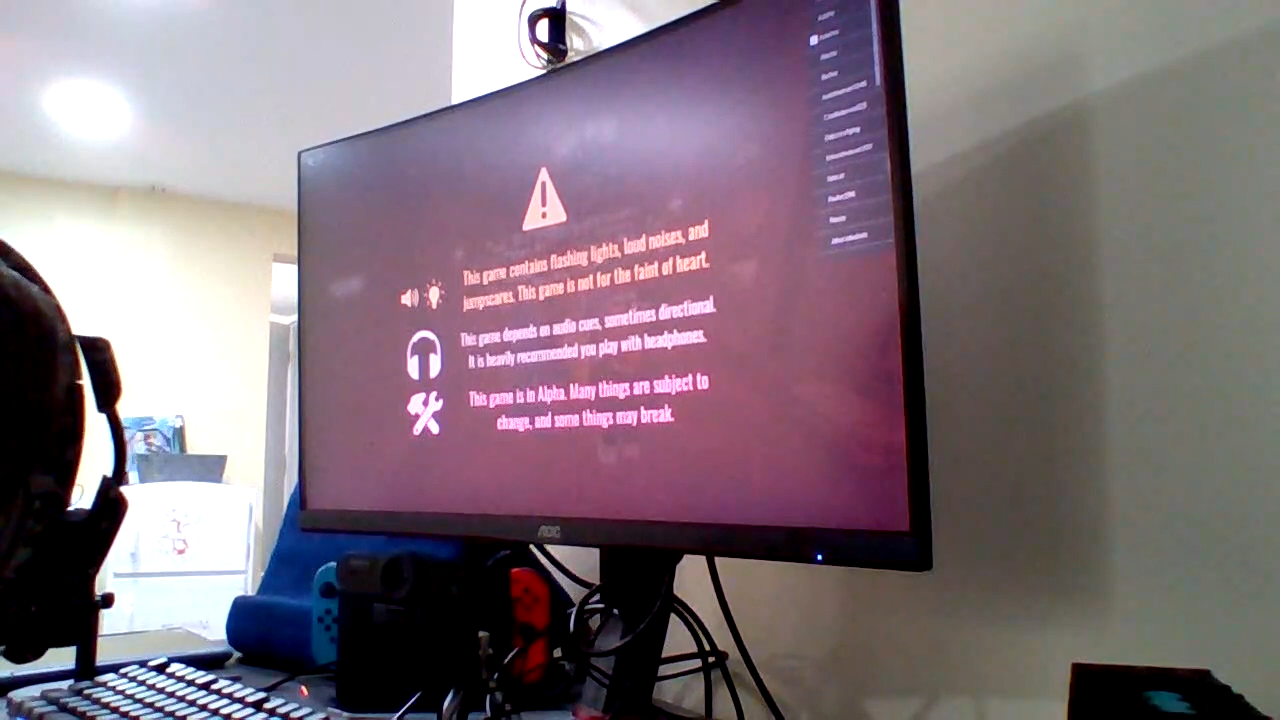 This game contains flashing lights, loud noises, and
jumpscares. This game is not for the faint of heart.
This game depends on audio cues, sometimes directional.
It is heavily recommended you play with headphones.
This game is in Alpha. Many things are subject to
change, and some things may break.
AOC